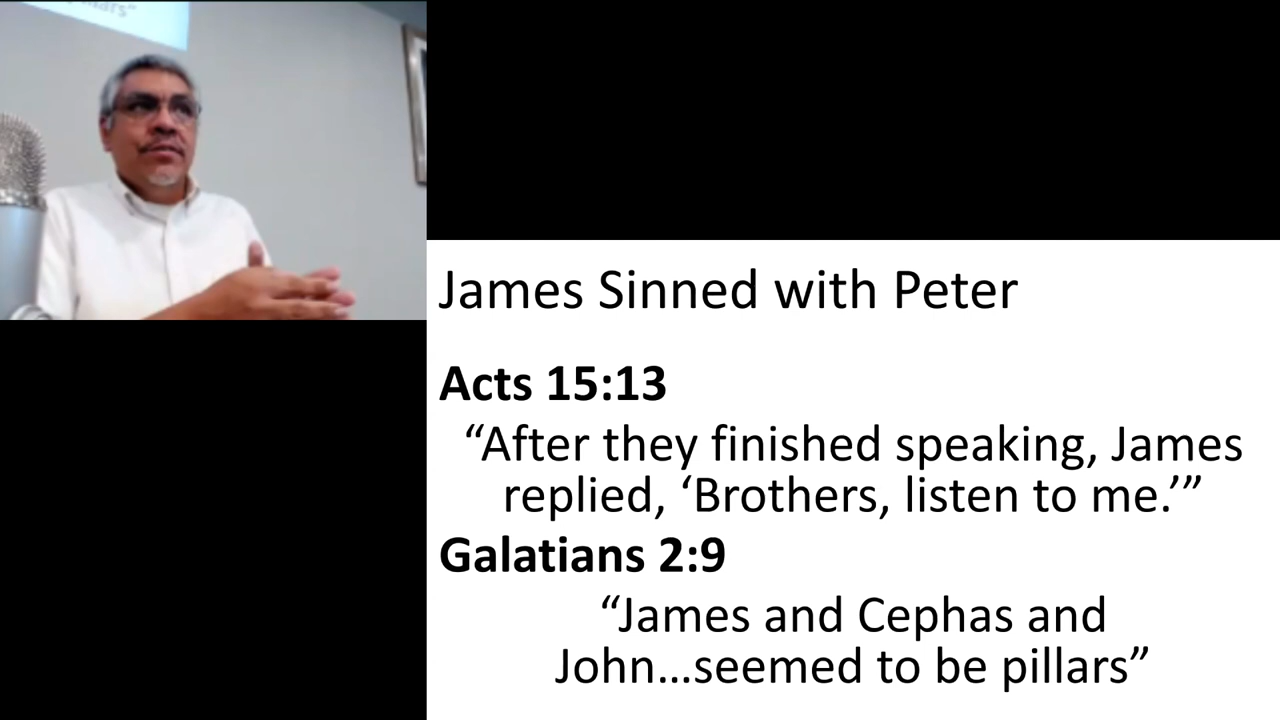 James Sinned with Peter
Acts 15:13
“After they finished speaking, James
replied, ‘Brothers, listen to me.’”
Galatians 2:9
“James and Cephas and
John…seemed to be pillars”